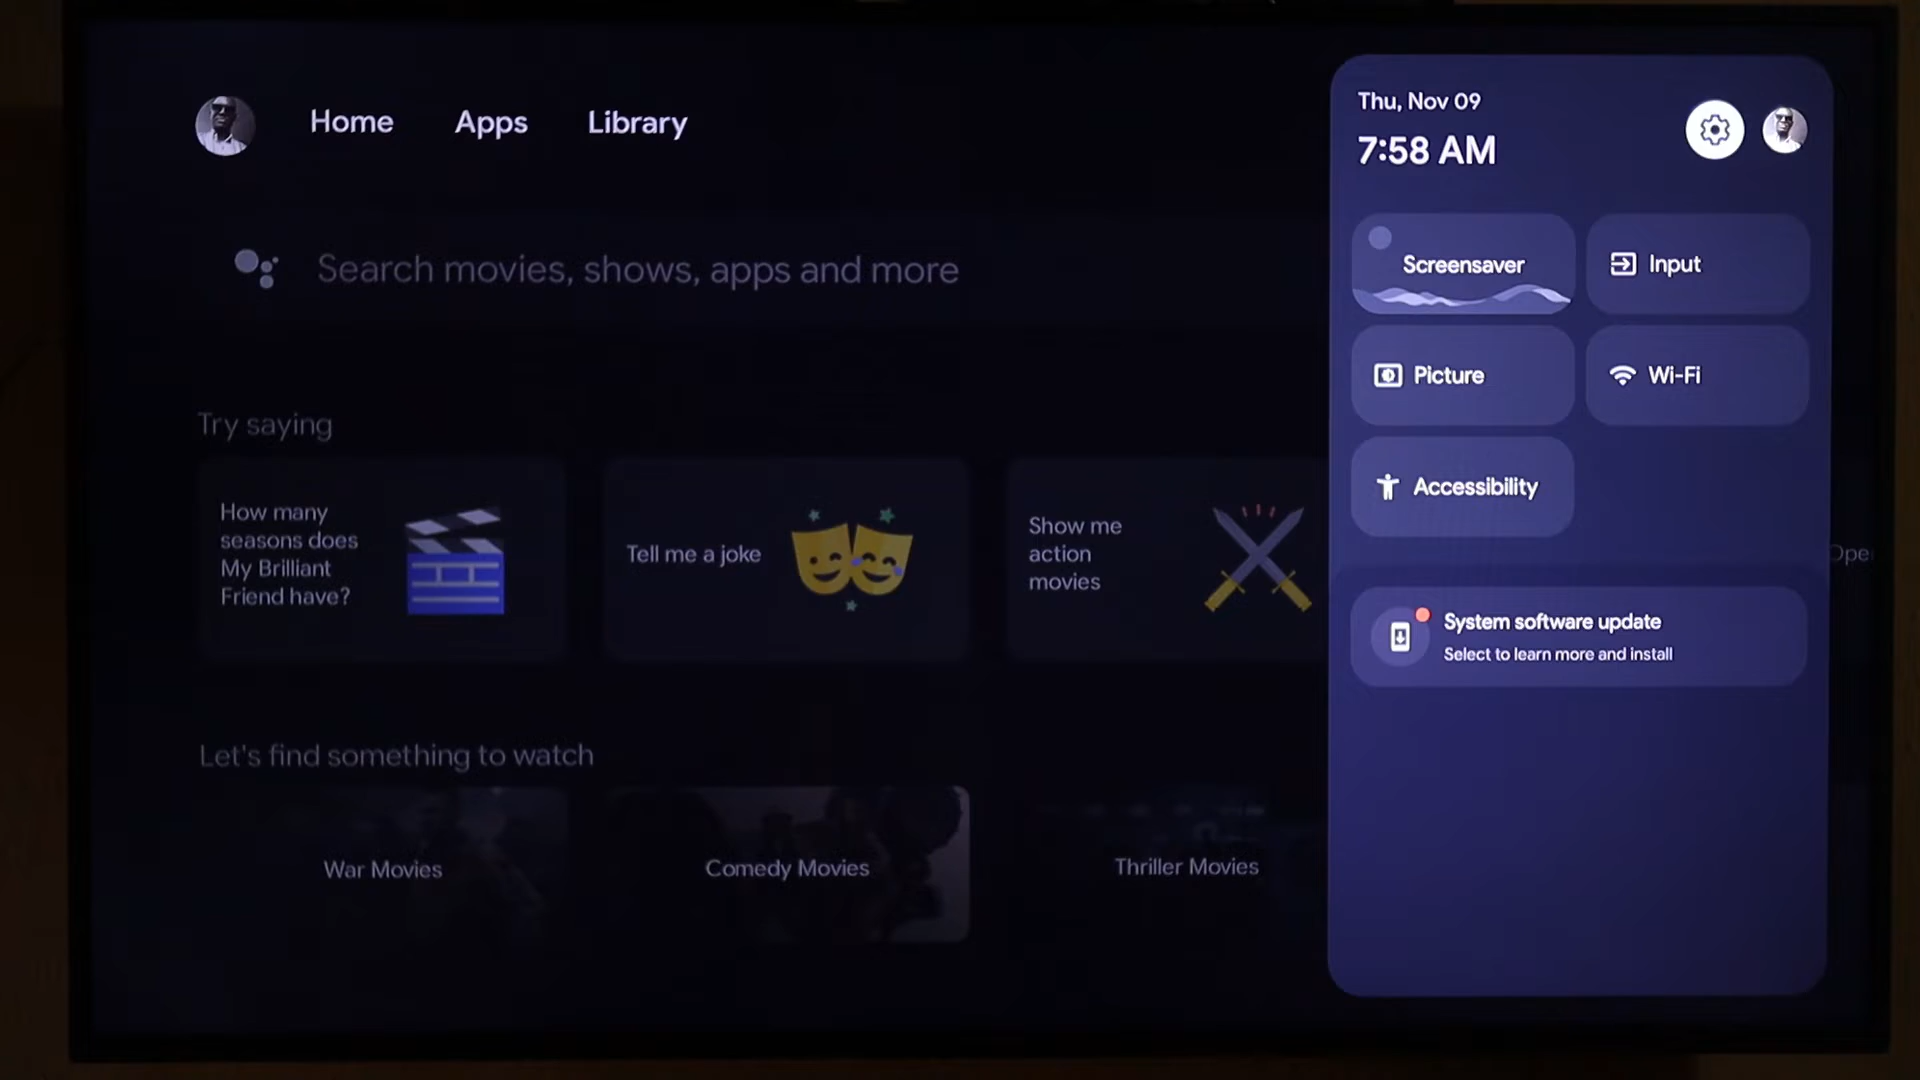 Home
Apps
Library
Search movies, shows, apps and more
Try saying
How many
seasons does
My Brilliant
Friend have?
Tell me a joke
Show me
action
movies
Let's find something to watch
War Movies
Comedy Movies
Thriller Movies
Thu, Nov 09
7:58 AM
Screensaver
Input
Picture
Wi-Fi
Accessibility
System software update
Select to learn more and install